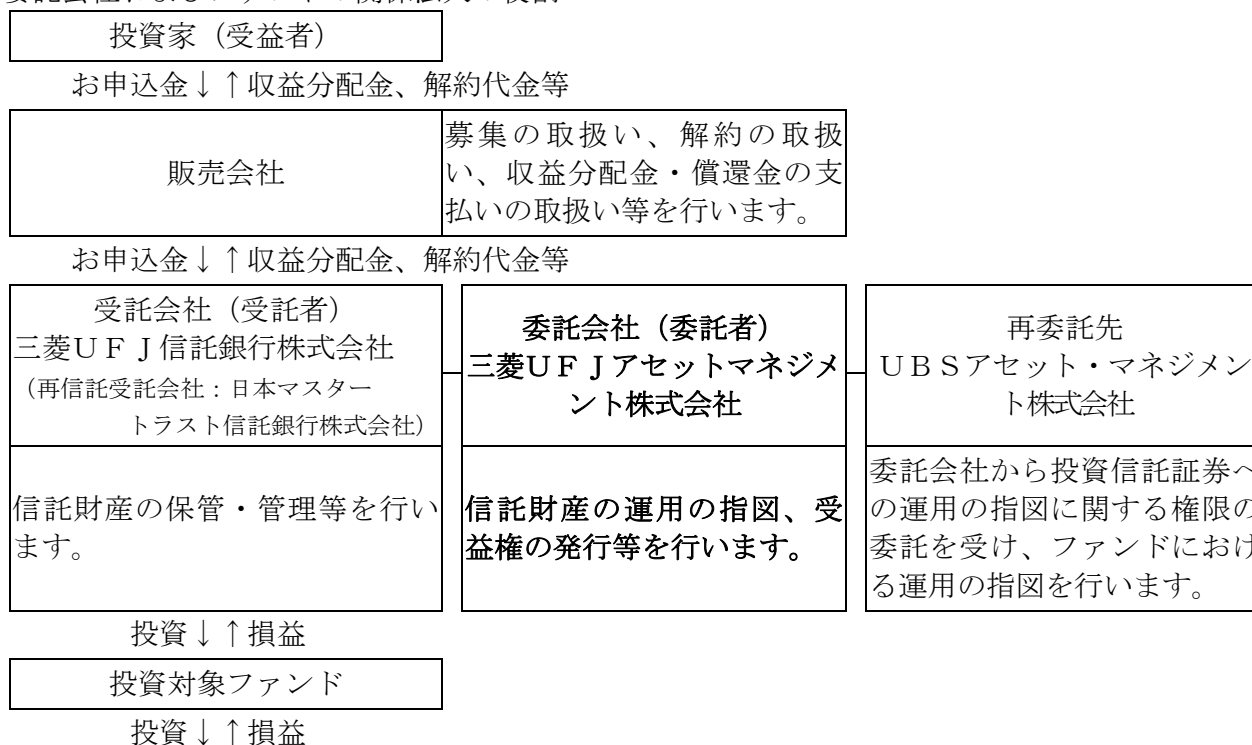 投資家（受益者）
お申込金↓↑収益分配金、解約代金等
販売会社
募集の取扱い、解約の取扱
い、収益分配金・償還金の支
払いの取扱い等を行います。
お申込金↓↑収益分配金、解約代金等
受託会社（受託者）
三菱ＵＦＪ信託銀行株式会社
（再信託受託会社：日本マスター
トラスト信託銀行株式会社）
委託会社（委託者）
三菱ＵＦＪアセットマネジメ
ント株式会社
再委託先
ＵＢＳアセット・マネジメン
ト株式会社
信託財産の保管・管理等を行い
ます。
信託財産の運用の指図、受
益権の発行等を行います。
委託会社から投資信託証券へ
の運用の指図に関する権限の
委託を受け、ファンドにおけ
る運用の指図を行います。
投資↓↑損益
投資対象ファンド
投資↓↑損益